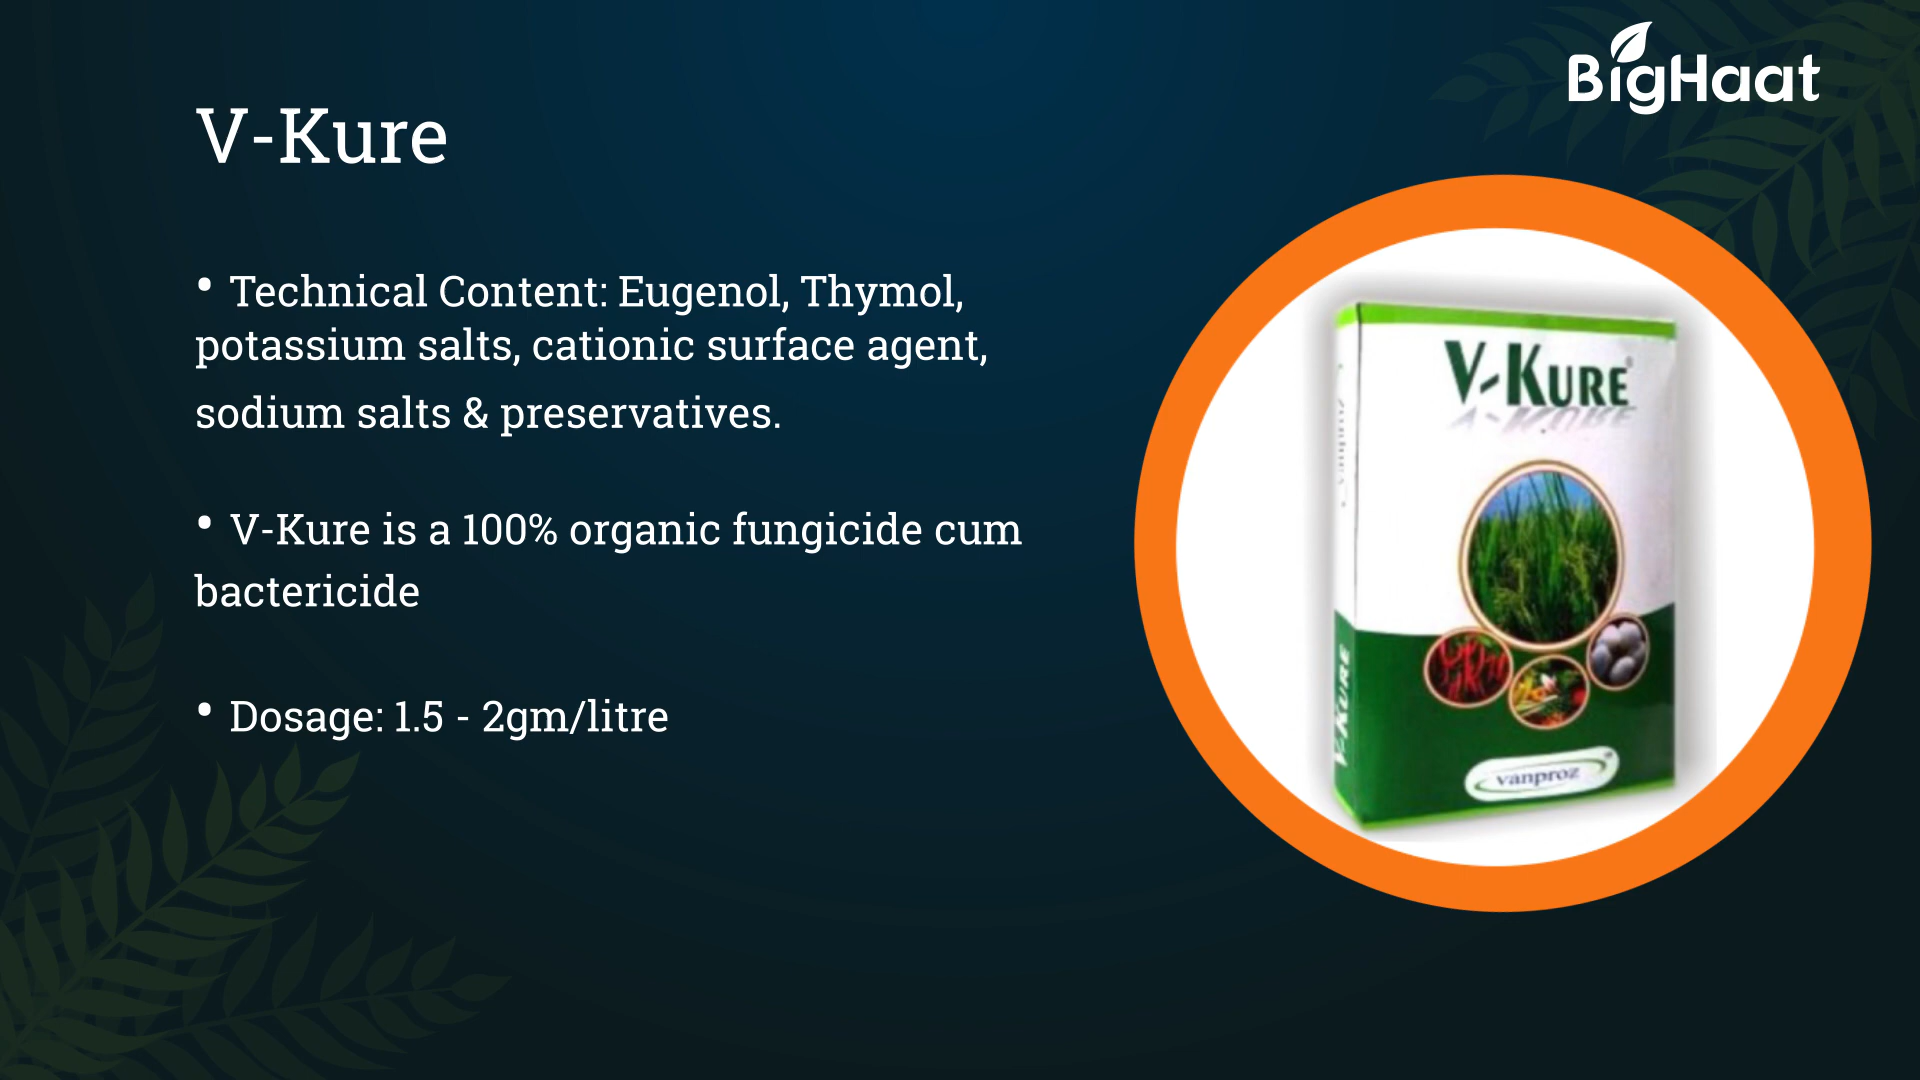 BigHaat
V-Kure
• Technical Content: Eugenol, Thymol,
potassium salts, cationic surface agent,
sodium salts & preservatives.
• V-Kure is a 100% organic fungicide cum
bactericide
• Dosage: 1.5 - 2gm/litre
V-KURE
V-KURE
vanproz